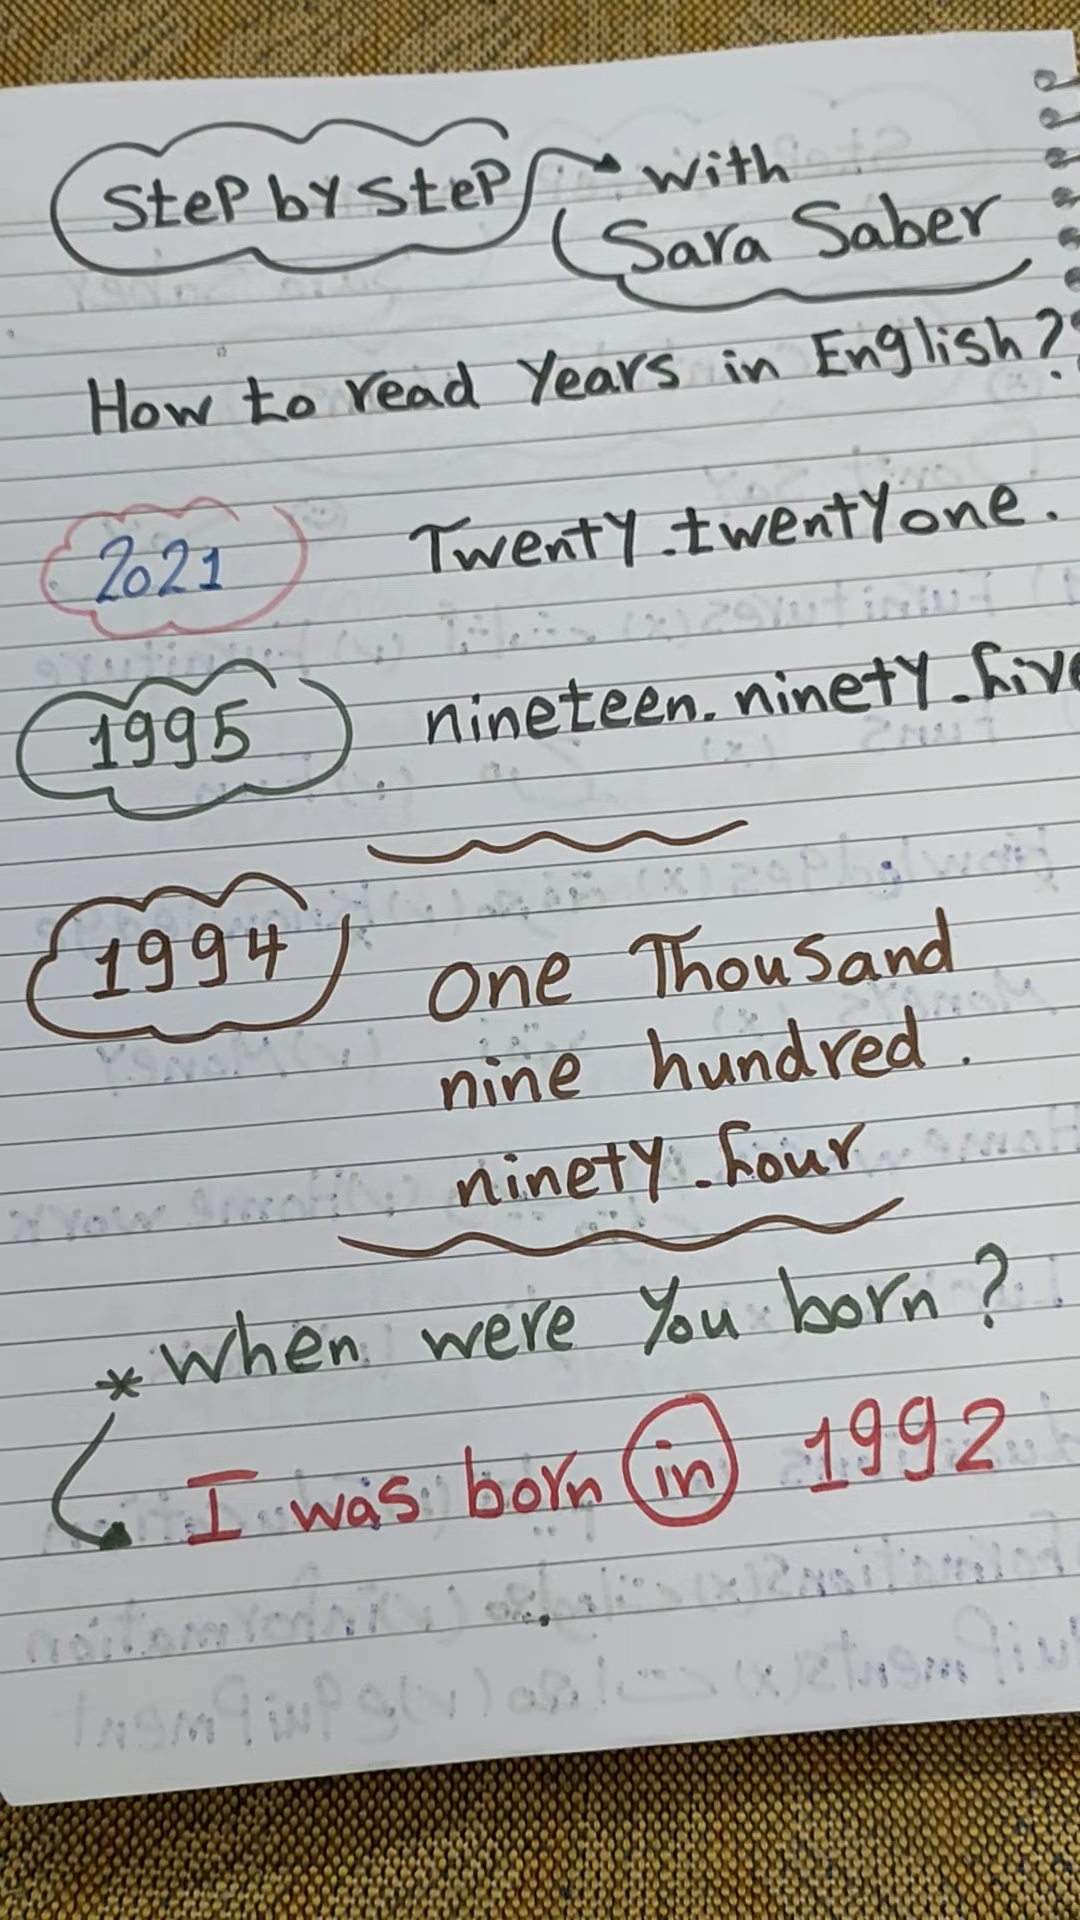 Step by Step with
Sara Saber
How to read Years in English?
2021 Twenty.twenty one.
1995 nineteen.ninety.five
1994 one Thousand
nine hundred.
ninety.four
* when were You born?
I was born in 1992